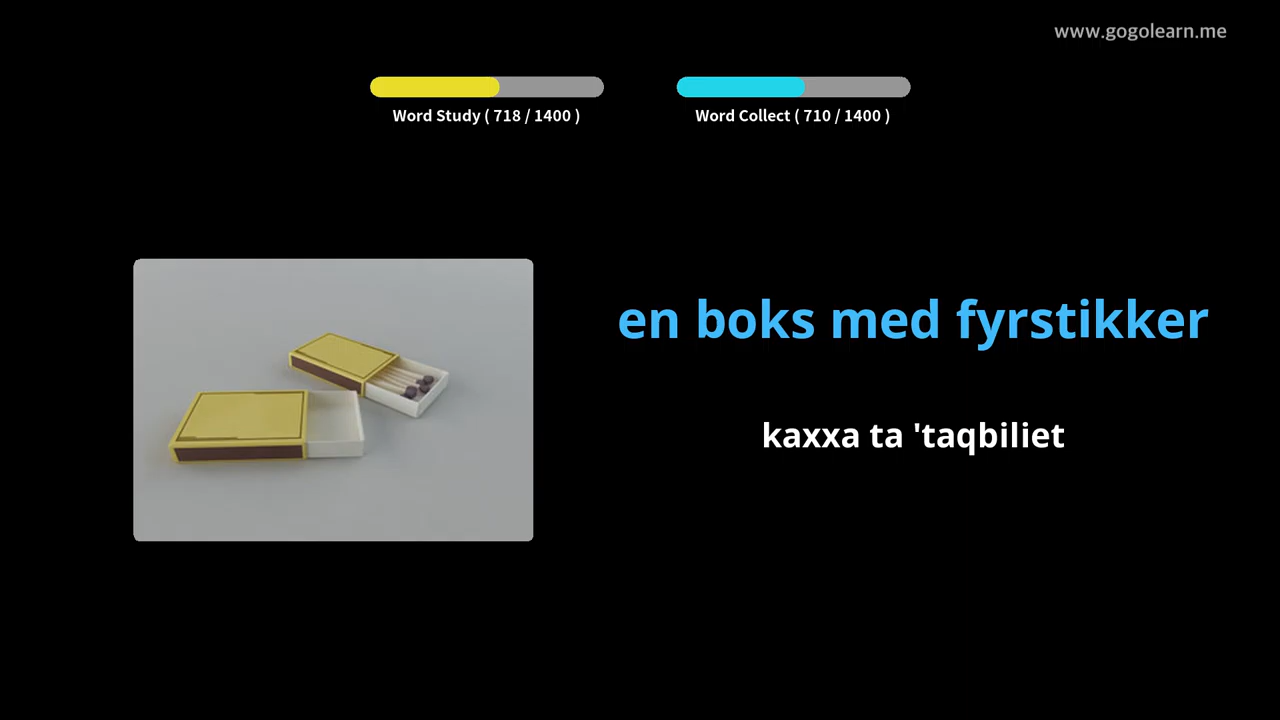 www.gogolearn.me
Word Study ( 718 / 1400 )
Word Collect ( 710 / 1400 )
en boks med fyrstikker
kaxxa ta 'taqbiliet